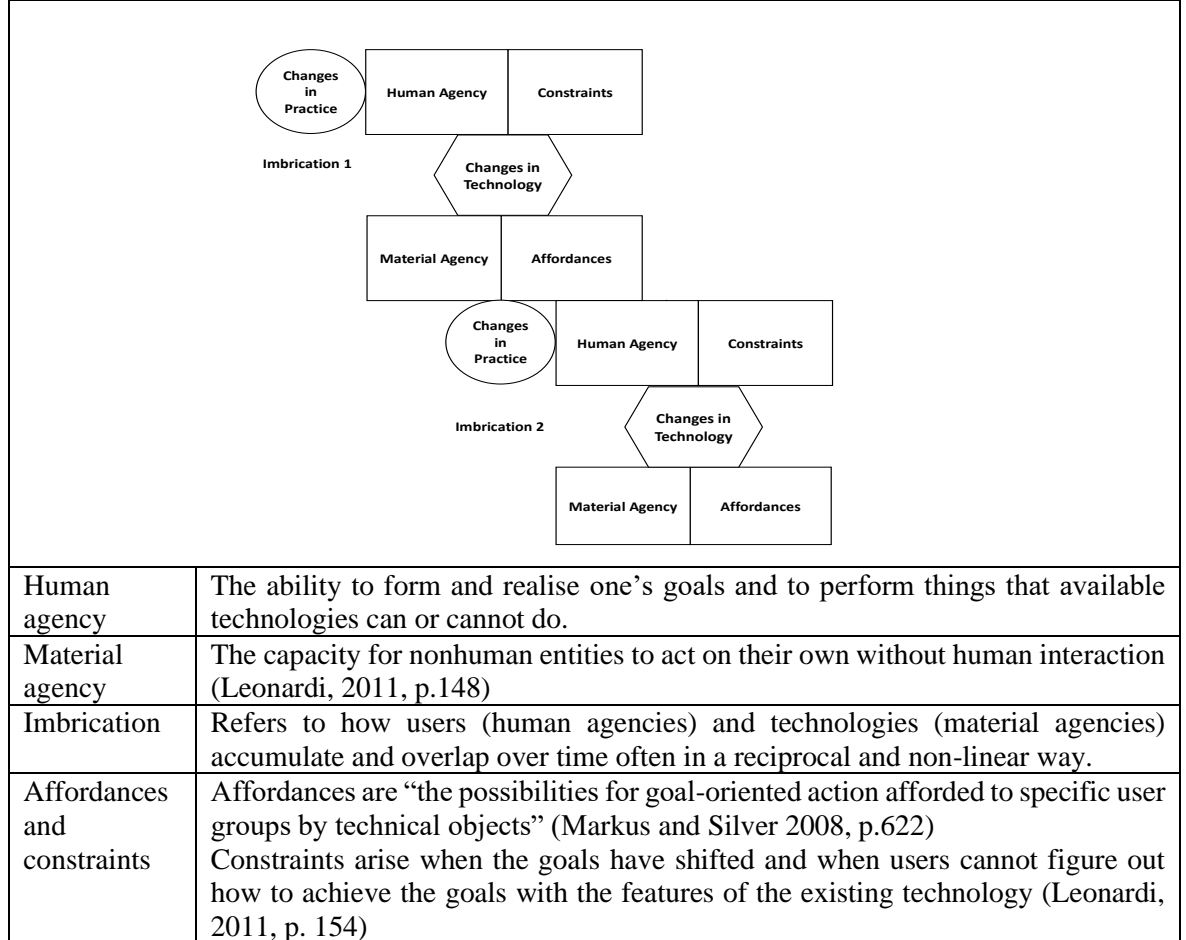 Changes
in
Practice
Human Agency
Constraints
Imbrication 1
Changes in
Technology
Material Agency
Affordances
Changes
in
Practice
Human Agency
Constraints
Imbrication 2
Changes in
Technology
Material Agency
Affordances
Human
agency
The ability to form and realise one’s goals and to perform things that available
technologies can or cannot do.
Material
agency
The capacity for nonhuman entities to act on their own without human interaction
(Leonardi, 2011, p.148)
Imbrication
Refers to how users (human agencies) and technologies (material agencies)
accumulate and overlap over time often in a reciprocal and non-linear way.
Affordances
and
constraints
Affordances are “the possibilities for goal-oriented action afforded to specific user
groups by technical objects” (Markus and Silver 2008, p.622)
Constraints arise when the goals have shifted and when users cannot figure out
how to achieve the goals with the features of the existing technology (Leonardi,
2011, p. 154)